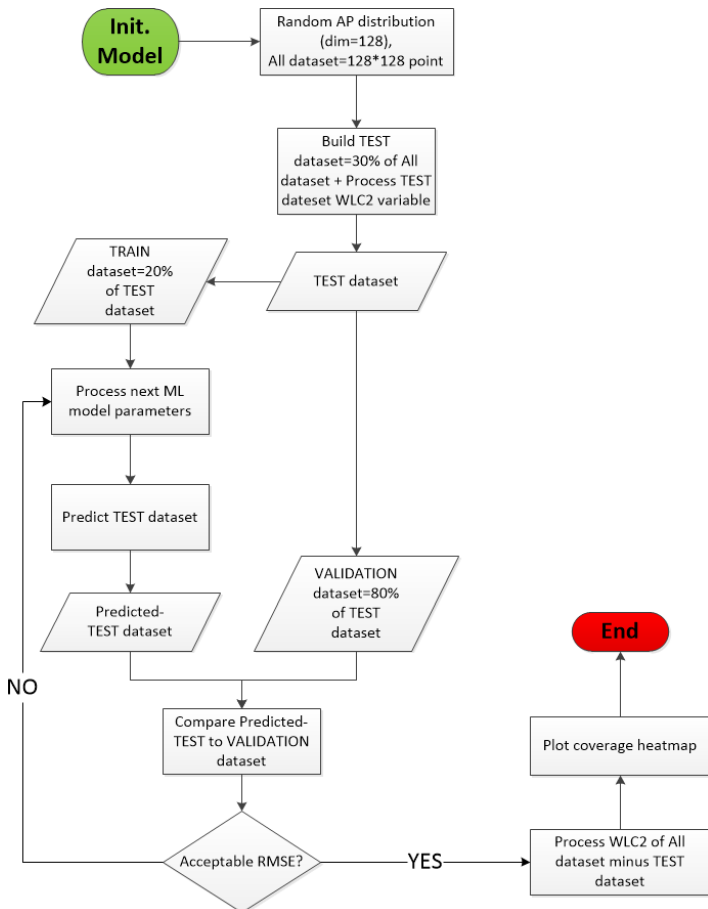 Init.
Model
Random AP distribution
(dim=128),
All dataset=128*128 point
Build TEST
dataset=30% of All
dataset + Process TEST
dateset WLC2 variable
TRAIN
dataset=20%
of TEST
dataset
TEST dataset
Process next ML
model parameters
Predict TEST dataset
Predicted-
TEST dataset
VALIDATION
dataset=80%
of TEST
dataset
NO
Compare Predicted-
TEST to VALIDATION
dataset
Acceptable RMSE?
YES
Process WLC2 of All
dataset minus TEST
dataset
Plot coverage heatmap
End